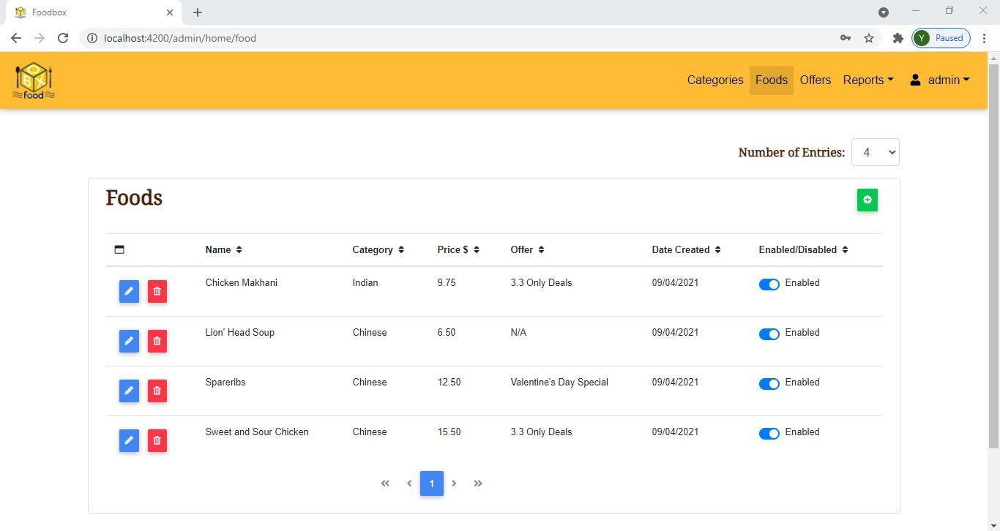 Foodbox
localhost:4200/admin/home/food
Y Paused
OBX
Food
Categories Foods Offers Reports admin
Number of Entries: 4
Foods
Name Category Price $ Offer Date Created Enabled/Disabled
Chicken Makhani Indian 9.75 3.3 Only Deals 09/04/2021 Enabled
Lion' Head Soup Chinese 6.50 N/A 09/04/2021 Enabled
Spareribs Chinese 12.50 Valentine's Day Special 09/04/2021 Enabled
Sweet and Sour Chicken Chinese 15.50 3.3 Only Deals 09/04/2021 Enabled
« ‹ 1 › »